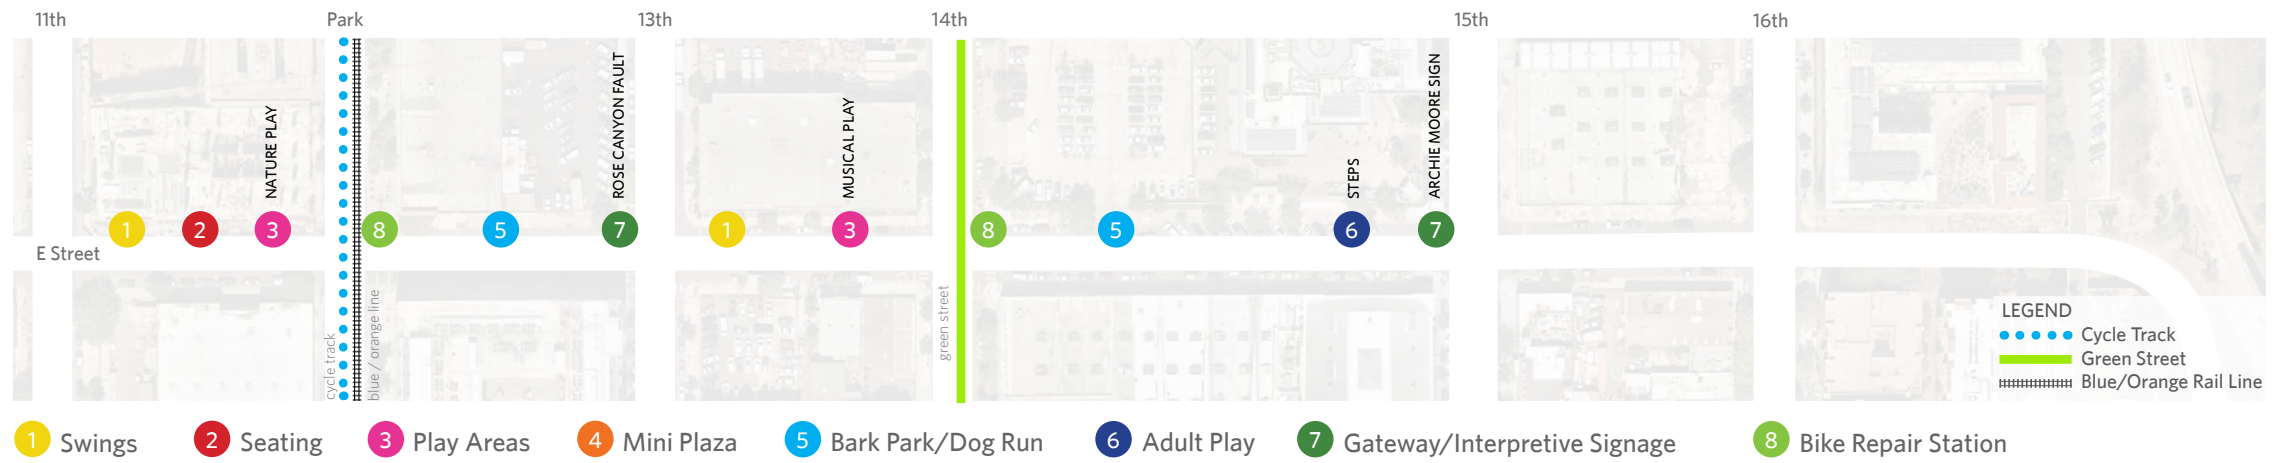 11th Park 13th 14th 15th 16th
NATURE PLAY
ROSE CANYON FAULT
MUSICAL PLAY
STEPS
ARCHIE MOORE SIGN
1 2 3 8 5 7 1 3 8 5 6 7
E Street
cycle track
blue / orange line
green street
LEGEND
Cycle Track
Green Street
Blue/Orange Rail Line
1 Swings 2 Seating 3 Play Areas 4 Mini Plaza 5 Bark Park/Dog Run 6 Adult Play 7 Gateway/Interpretive Signage 8 Bike Repair Station